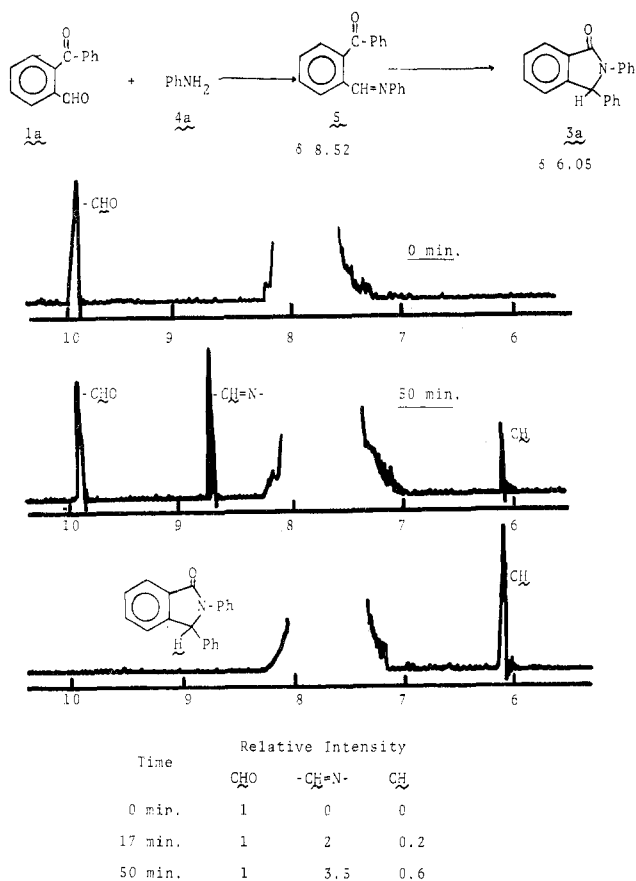 O
C-Ph
CHO
1a
+
PhNH2
4a
O
C-Ph
CH=NPh
5
δ 8.52
O
N-Ph
H Ph
3a
δ 6.05
-CHO
0 min.
10 9 8 7 6
-CHO
-CH=N-
50 min.
CH
10 9 8 7 6
O
N-Ph
H Ph
CH
10 9 8 7 6
Relative Intensity
Time
CHO -CH=N- CH
0 min. 1 0 0
17 min. 1 2 0.2
50 min. 1 3.5 0.6